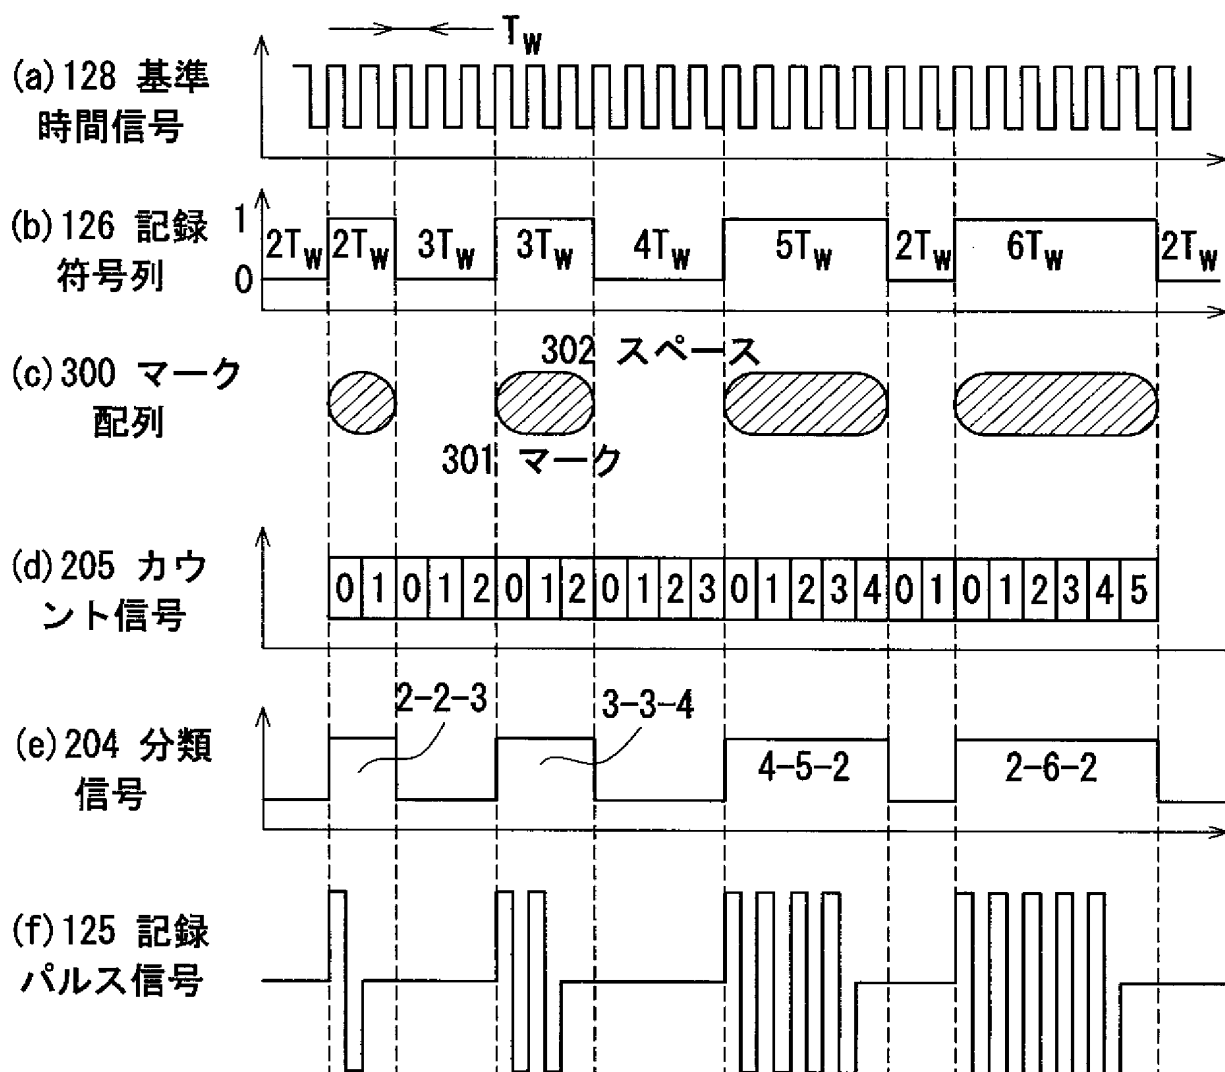 T_W
(a)128 基準
時間信号
(b)126 記録
符号列
1
0
2T_W 2T_W 3T_W 3T_W 4T_W 5T_W 2T_W 6T_W 2T_W
(c)300 マーク
配列
302 スペース
301 マーク
(d)205 カウ
ント信号
0 1 0 1 2 0 1 2 0 1 2 3 0 1 2 3 4 0 1 0 1 2 3 4 5
(e)204 分類
信号
2-2-3 3-3-4
4-5-2 2-6-2
(f)125 記録
パルス信号